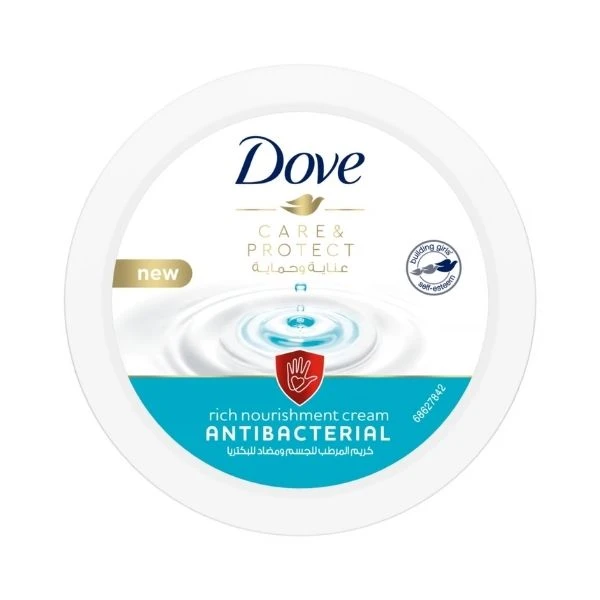 Dove
CARE &
PROTECT
عناية وحماية
new
building girls'
self-esteem
rich nourishment cream
ANTIBACTERIAL
كريم المرطب للجسم ومضاد للبكتريا
68627842